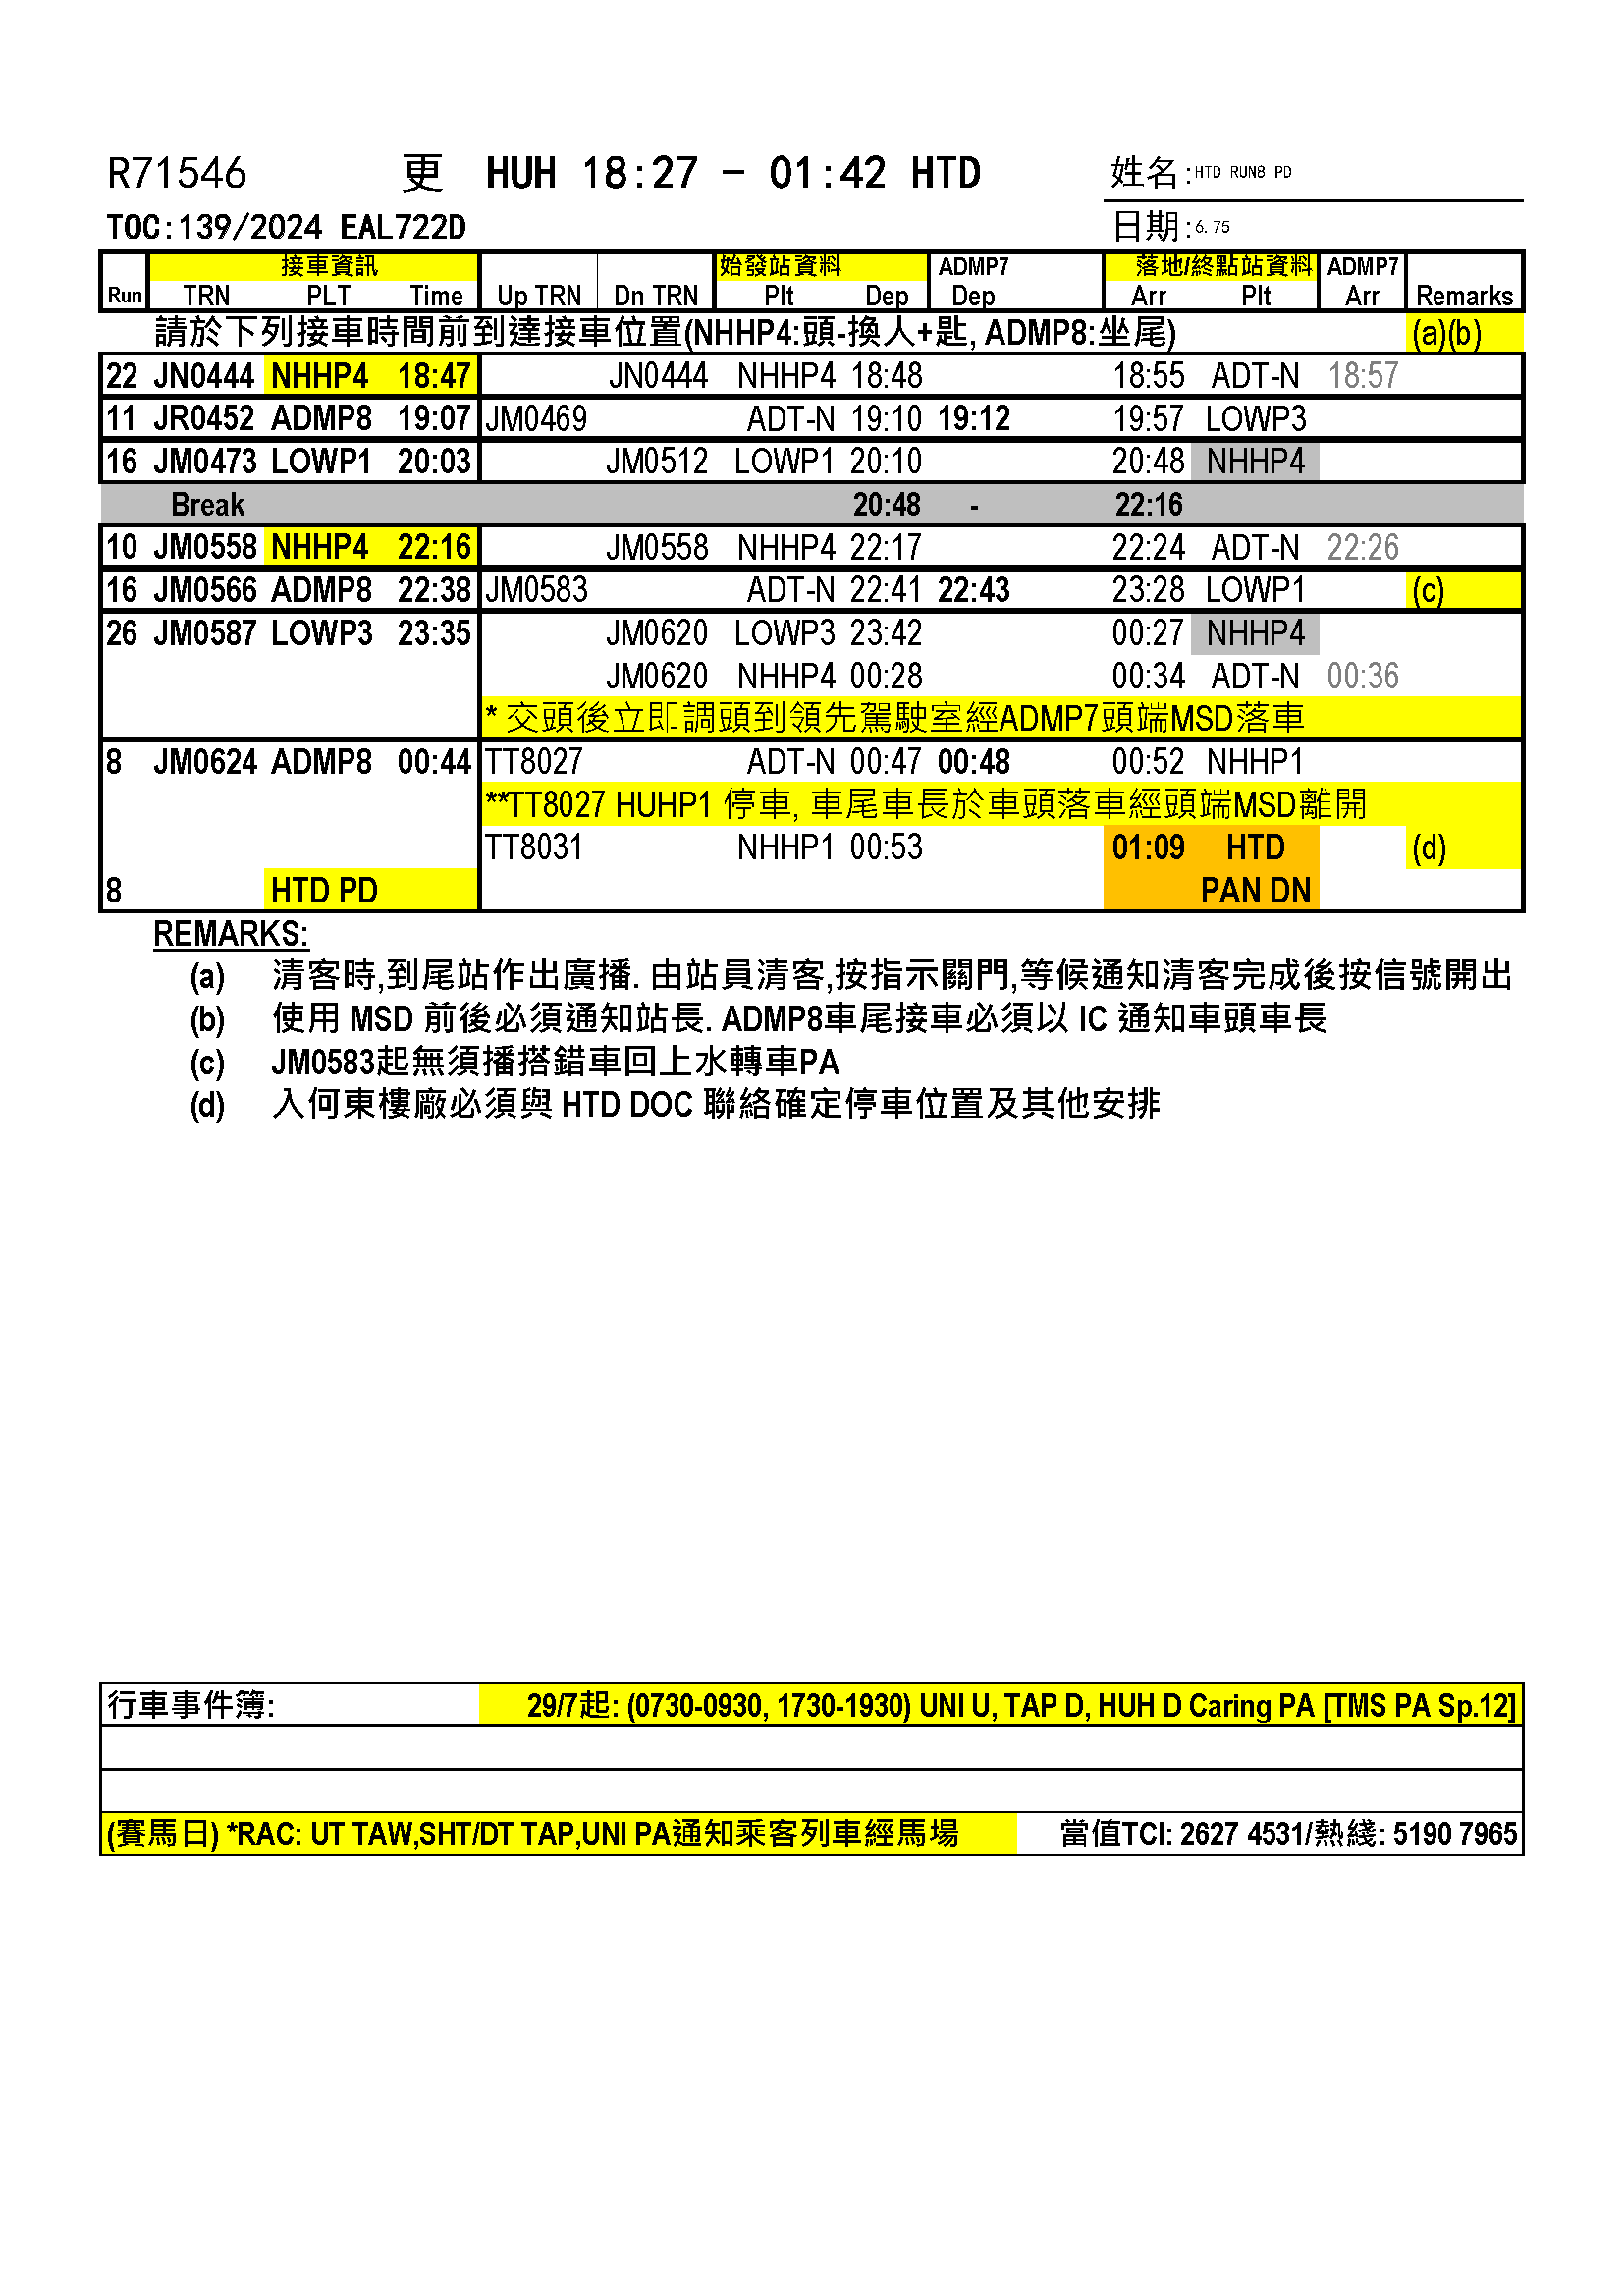 R71546 更 HUH 18:27 - 01:42 HTD 姓名:HTD RUN8 PD
TOC:139/2024 EAL722D 日期:6.75
接車資訊 始發站資料 ADMP7 落地/終點站資料 ADMP7
Run TRN PLT Time Up TRN Dn TRN Plt Dep Dep Arr Plt Arr Remarks
請於下列接車時間前到達接車位置(NHHP4:頭-換人+匙, ADMP8:坐尾) (a)(b)
22 JN0444 NHHP4 18:47 JN0444 NHHP4 18:48 18:55 ADT-N 18:57
11 JR0452 ADMP8 19:07 JM0469 ADT-N 19:10 19:12 19:57 LOWP3
16 JM0473 LOWP1 20:03 JM0512 LOWP1 20:10 20:48 NHHP4
Break 20:48 - 22:16
10 JM0558 NHHP4 22:16 JM0558 NHHP4 22:17 22:24 ADT-N 22:26
16 JM0566 ADMP8 22:38 JM0583 ADT-N 22:41 22:43 23:28 LOWP1 (c)
26 JM0587 LOWP3 23:35 JM0620 LOWP3 23:42 00:27 NHHP4
JM0620 NHHP4 00:28 00:34 ADT-N 00:36
* 交頭後立即調頭到領先駕駛室經ADMP7頭端MSD落車
8 JM0624 ADMP8 00:44 TT8027 ADT-N 00:47 00:48 00:52 NHHP1
**TT8027 HUHP1 停車, 車尾車長於車頭落車經頭端MSD離開
TT8031 NHHP1 00:53 01:09 HTD (d)
8 HTD PD PAN DN
REMARKS:
(a) 清客時,到尾站作出廣播. 由站員清客,按指示關門,等候通知清客完成後按信號開出
(b) 使用 MSD 前後必須通知站長. ADMP8車尾接車必須以 IC 通知車頭車長
(c) JM0583起無須播搭錯車回上水轉車PA
(d) 入何東樓廠必須與 HTD DOC 聯絡確定停車位置及其他安排
行車事件簿: 29/7起: (0730-0930, 1730-1930) UNI U, TAP D, HUH D Caring PA [TMS PA Sp.12]
(賽馬日) *RAC: UT TAW,SHT/DT TAP,UNI PA通知乘客列車經馬場 當值TCI: 2627 4531/熱綫: 5190 7965